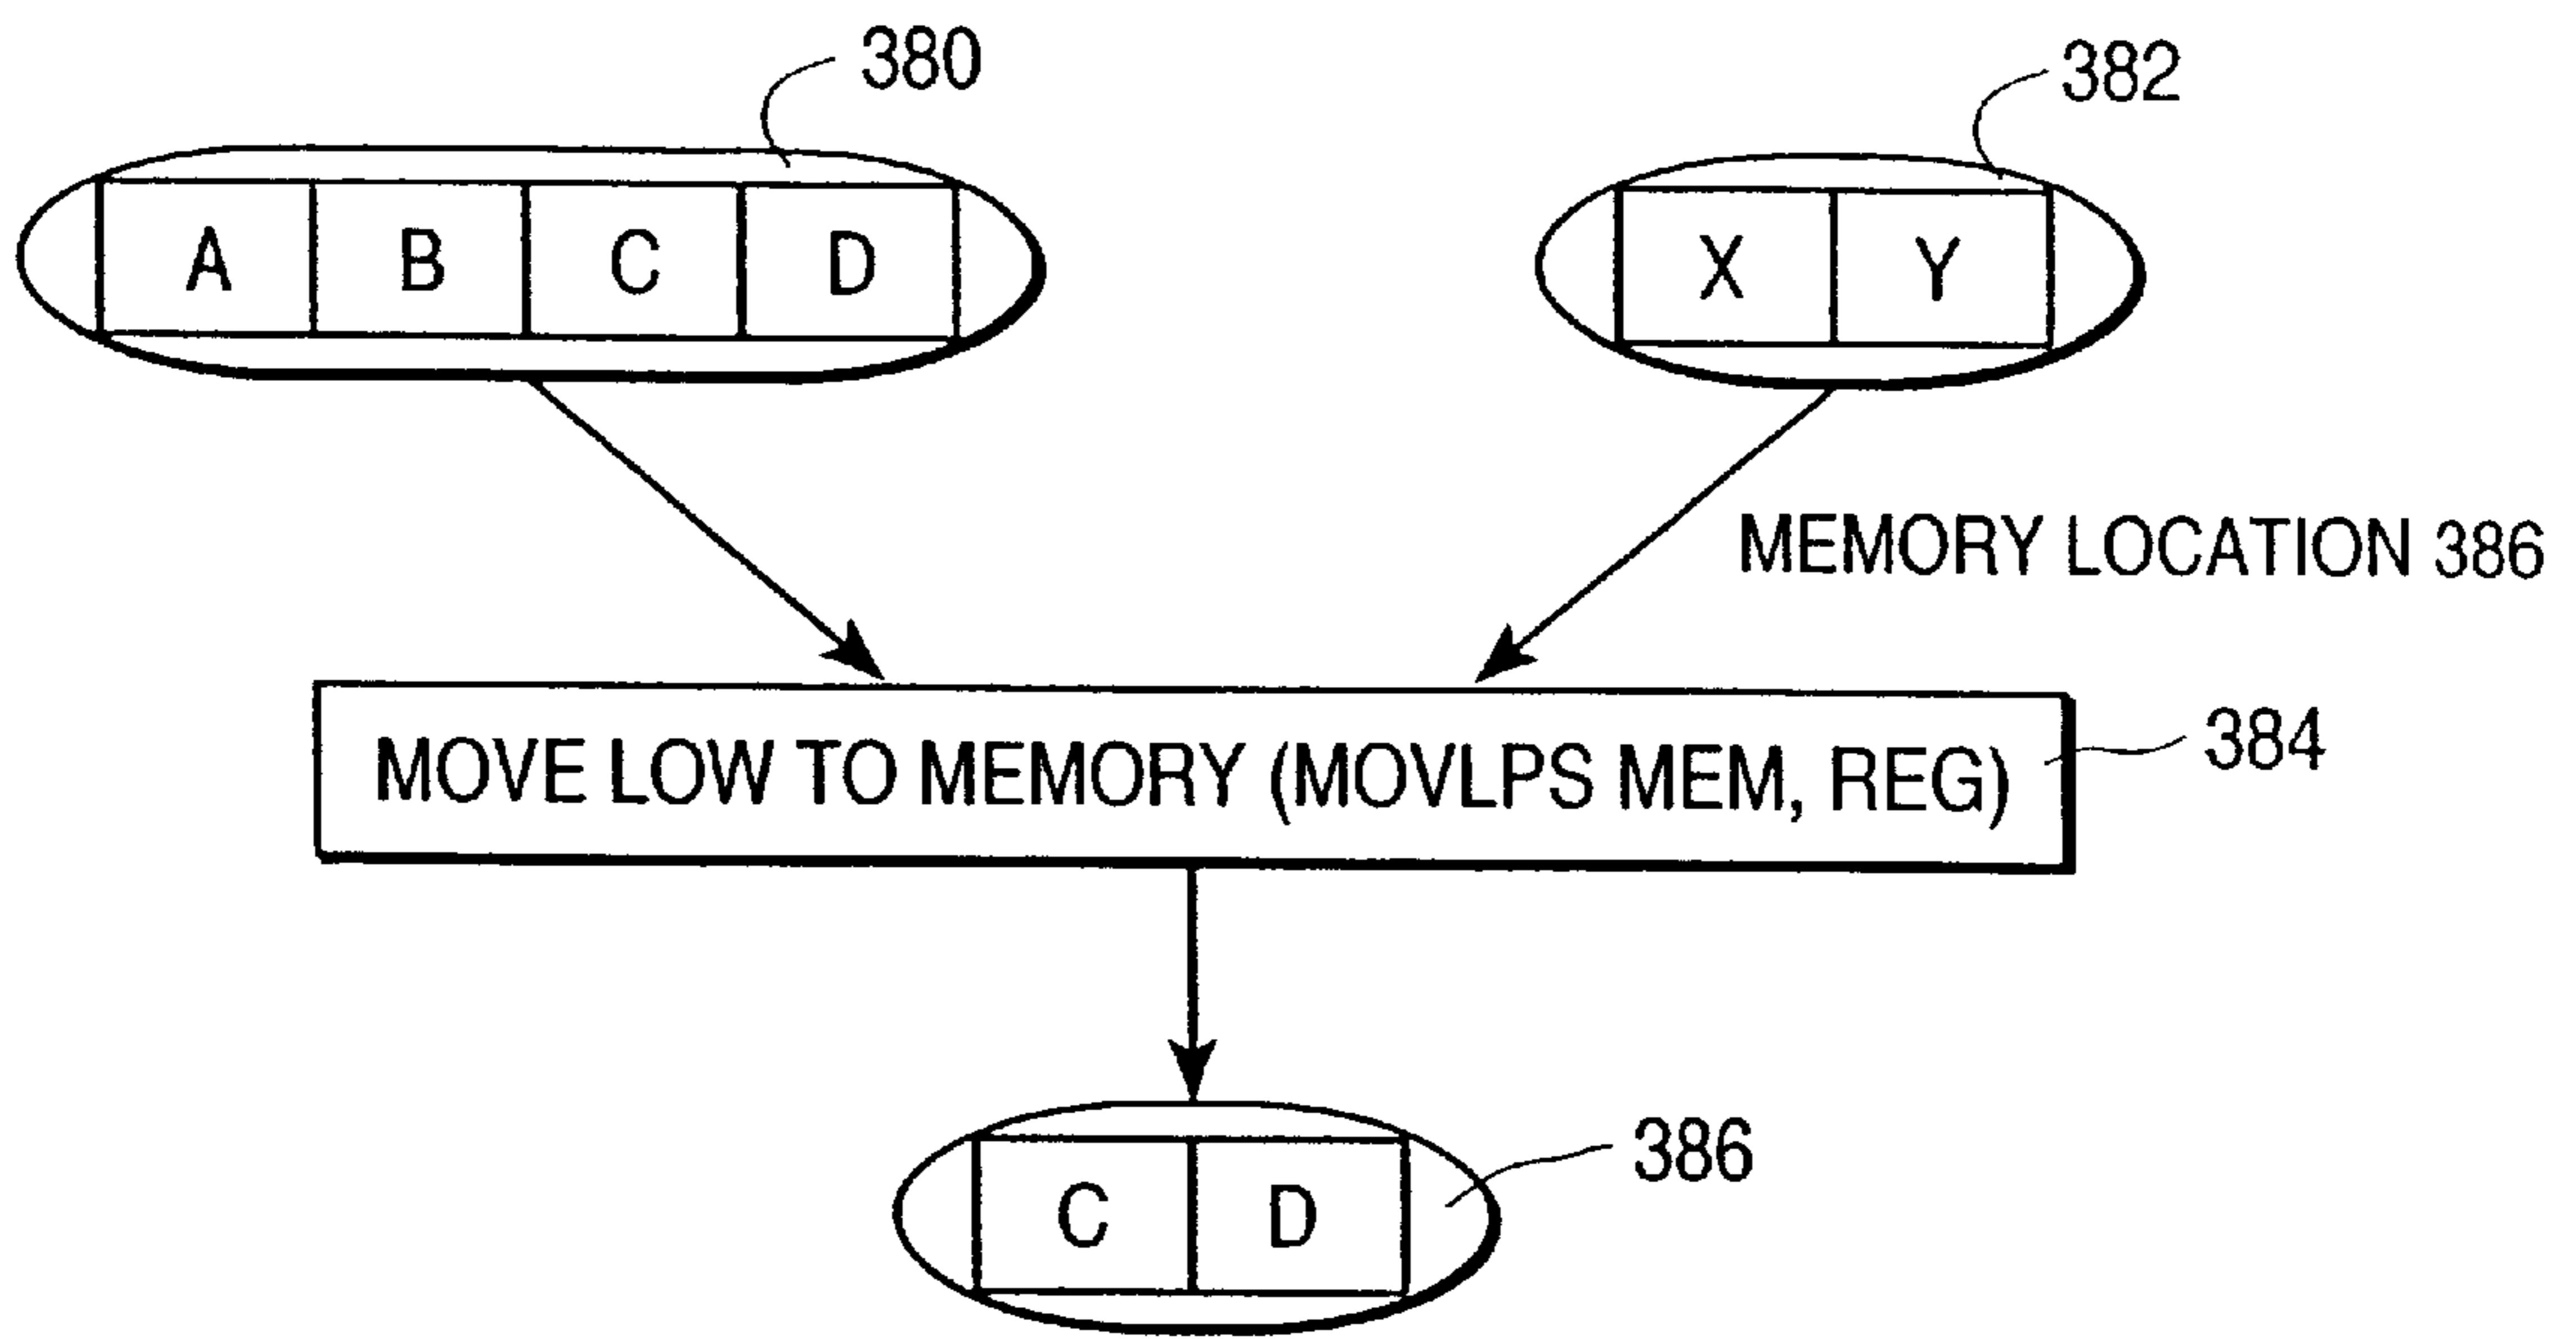 380
382
A B C D
X Y
MEMORY LOCATION 386
MOVE LOW TO MEMORY (MOVLPS MEM, REG)
384
C D
386